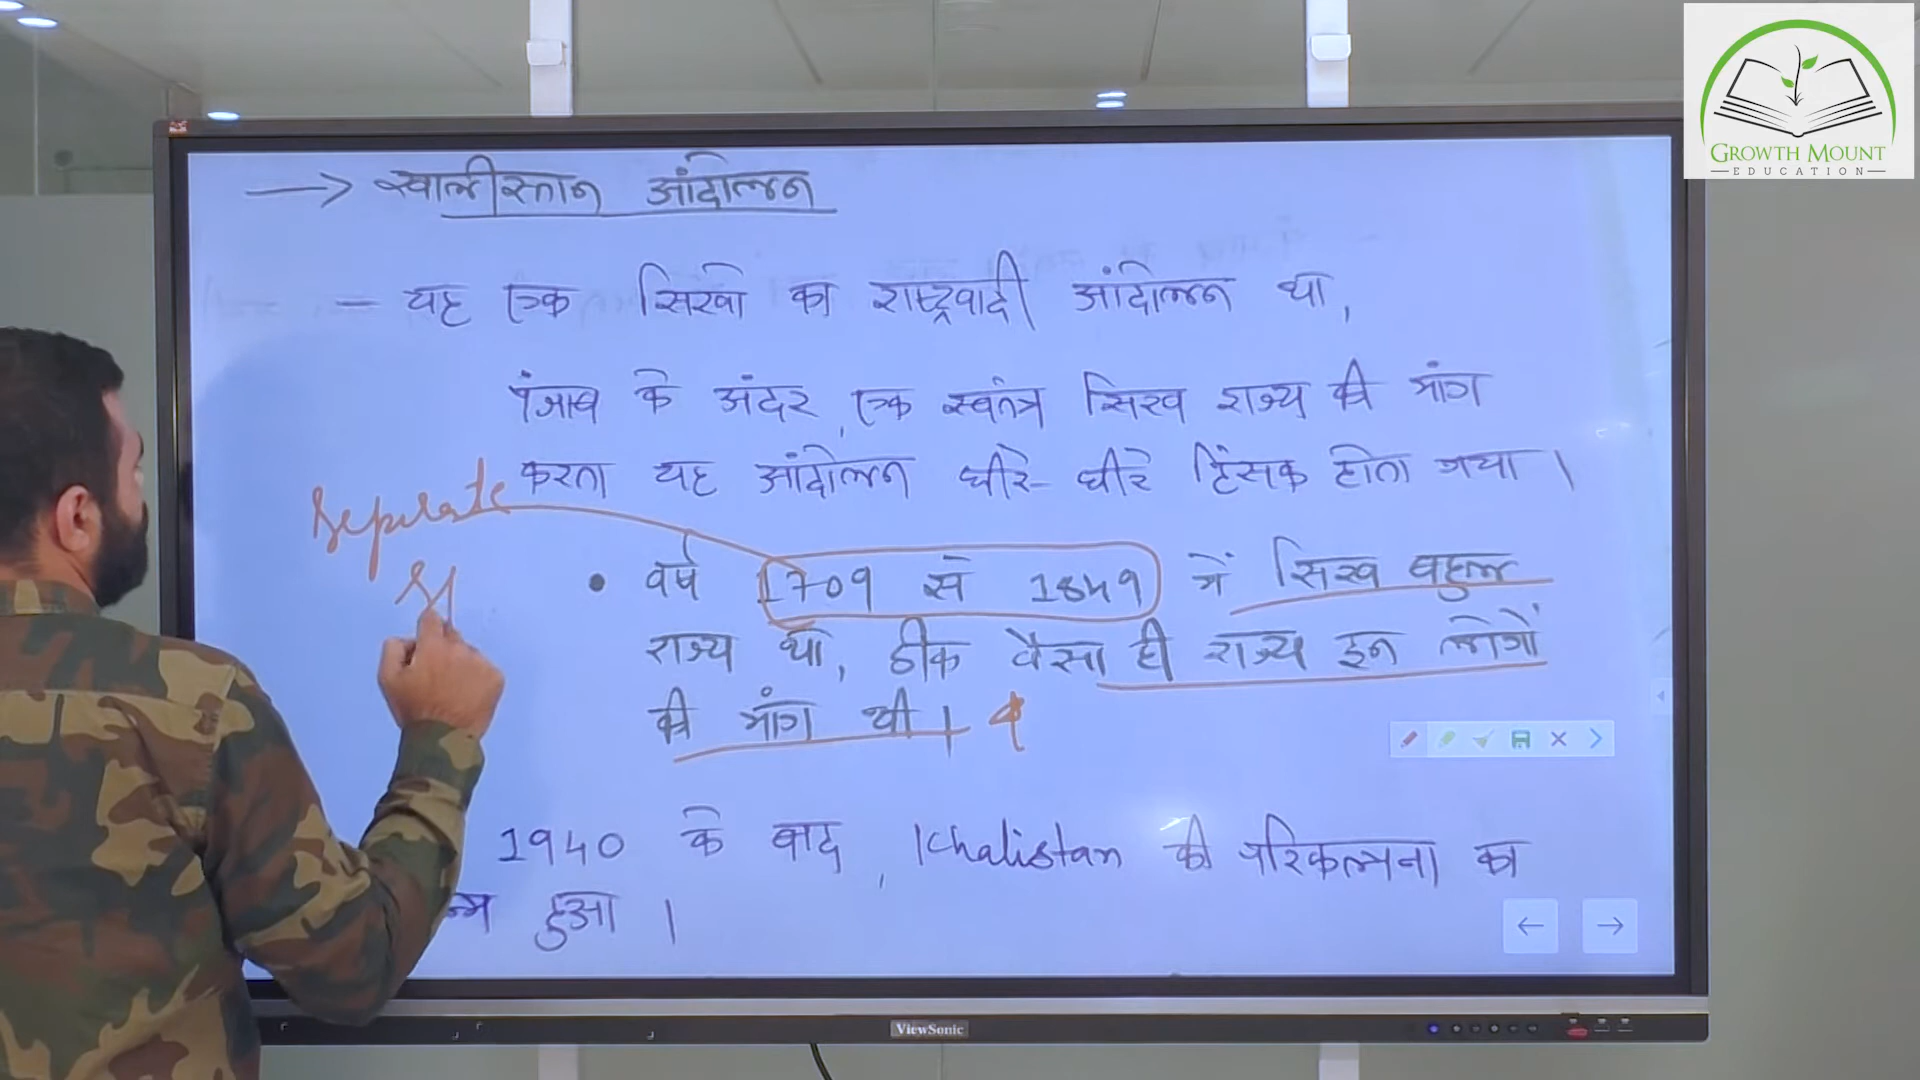 → खालीस्तान आंदोलन
- यह एक सिखो का राष्ट्रवादी आंदोलन था,
पंजाब के अंदर, एक स्वतंत्र सिख राज्य की मांग
करता यह आंदोलन धीरे-धीरे हिंसक होता गया।
Seperate
• वर्ष 1709 से 1849 में सिख बहुल
राज्य था, ठीक वैसा ही राज्य इन लोगों
की मांग थी।
1940 के बाद, Khalistan की परिकल्पना का
हुआ।
GROWTH MOUNT
EDUCATION
ViewSonic